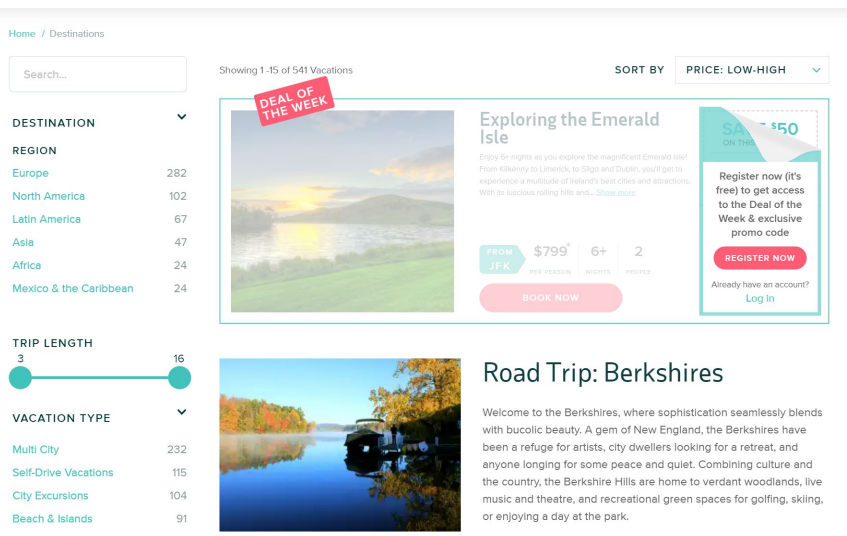 Home / Destinations
Search...
Showing 1 -15 of 541 Vacations
SORT BY
PRICE: LOW-HIGH
DESTINATION
REGION
Europe 282
North America 102
Latin America 67
Asia 47
Africa 24
Mexico & the Caribbean 24
TRIP LENGTH
3 16
VACATION TYPE
Multi City 232
Self-Drive Vacations 115
City Excursions 104
Beach & Islands 91
DEAL OF
THE WEEK
Exploring the Emerald
Isle
Enjoy 6+ nights as you explore the magnificent Emerald Isle!
From Kilkenny to Limerick, to Sligo and Dublin, you'll get to
experience a multitude of Ireland's best cities and attractions.
With its luscious rolling hills and... Show more
FROM
JFK
$799*
PER PERSON
6+
NIGHTS
2
PEOPLE
BOOK NOW
$50
ON THIS
Register now (it's
free) to get access
to the Deal of the
Week & exclusive
promo code
REGISTER NOW
Already have an account?
Log in
Road Trip: Berkshires
Welcome to the Berkshires, where sophistication seamlessly blends
with bucolic beauty. A gem of New England, the Berkshires have
been a refuge for artists, city dwellers looking for a retreat, and
anyone longing for some peace and quiet. Combining culture and
the country, the Berkshire Hills are home to verdant woodlands, live
music and theatre, and recreational green spaces for golfing, skiing,
or enjoying a day at the park.